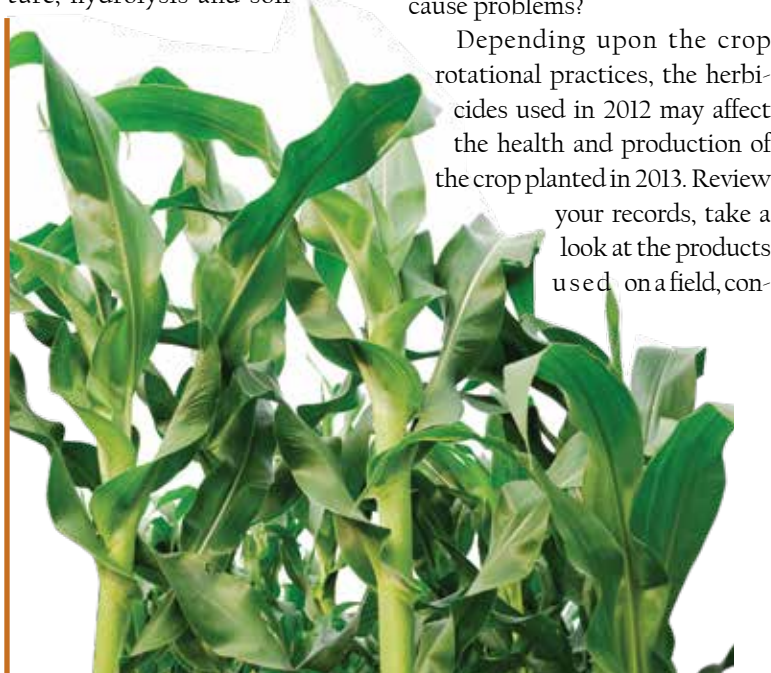 ture, hydrolysis and soil
cause problems?
Depending upon the crop
rotational practices, the herbi-
cides used in 2012 may affect
the health and production of
the crop planted in 2013. Review
your records, take a
look at the products
used on a field, con-